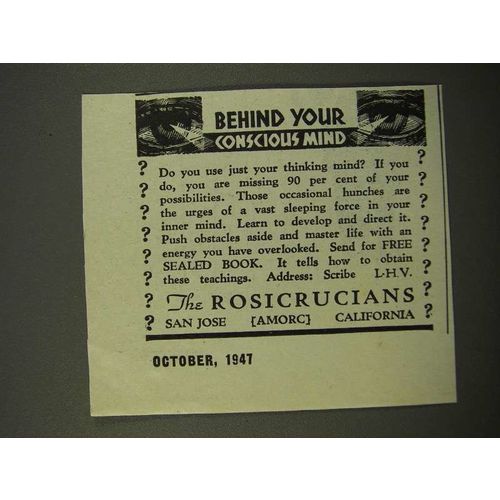 BEHIND YOUR
CONSCIOUS MIND
? Do you use just your thinking mind? If you ?
? do, you are missing 90 per cent of your ?
? possibilities. Those occasional hunches are ?
? the urges of a vast sleeping force in your ?
? inner mind. Learn to develop and direct it. ?
? Push obstacles aside and master life with an ?
? energy you have overlooked. Send for FREE ?
? SEALED BOOK. It tells how to obtain ?
? these teachings. Address: Scribe L.H.V. ?
? The ROSICRUCIANS ?
? SAN JOSE [AMORC] CALIFORNIA ?
OCTOBER, 1947